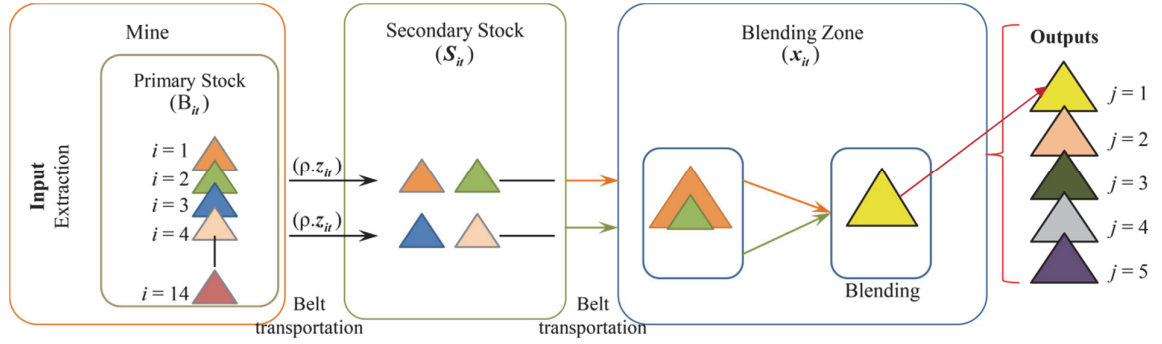 Mine
Primary Stock
(B_it)
Input
Extraction
i = 1
i = 2
i = 3
i = 4
i = 14
(ρ.z_it)
(ρ.z_it)
Belt
transportation
Secondary Stock
(S_it)
Belt
transportation
Blending Zone
(x_it)
Blending
Outputs
j = 1
j = 2
j = 3
j = 4
j = 5